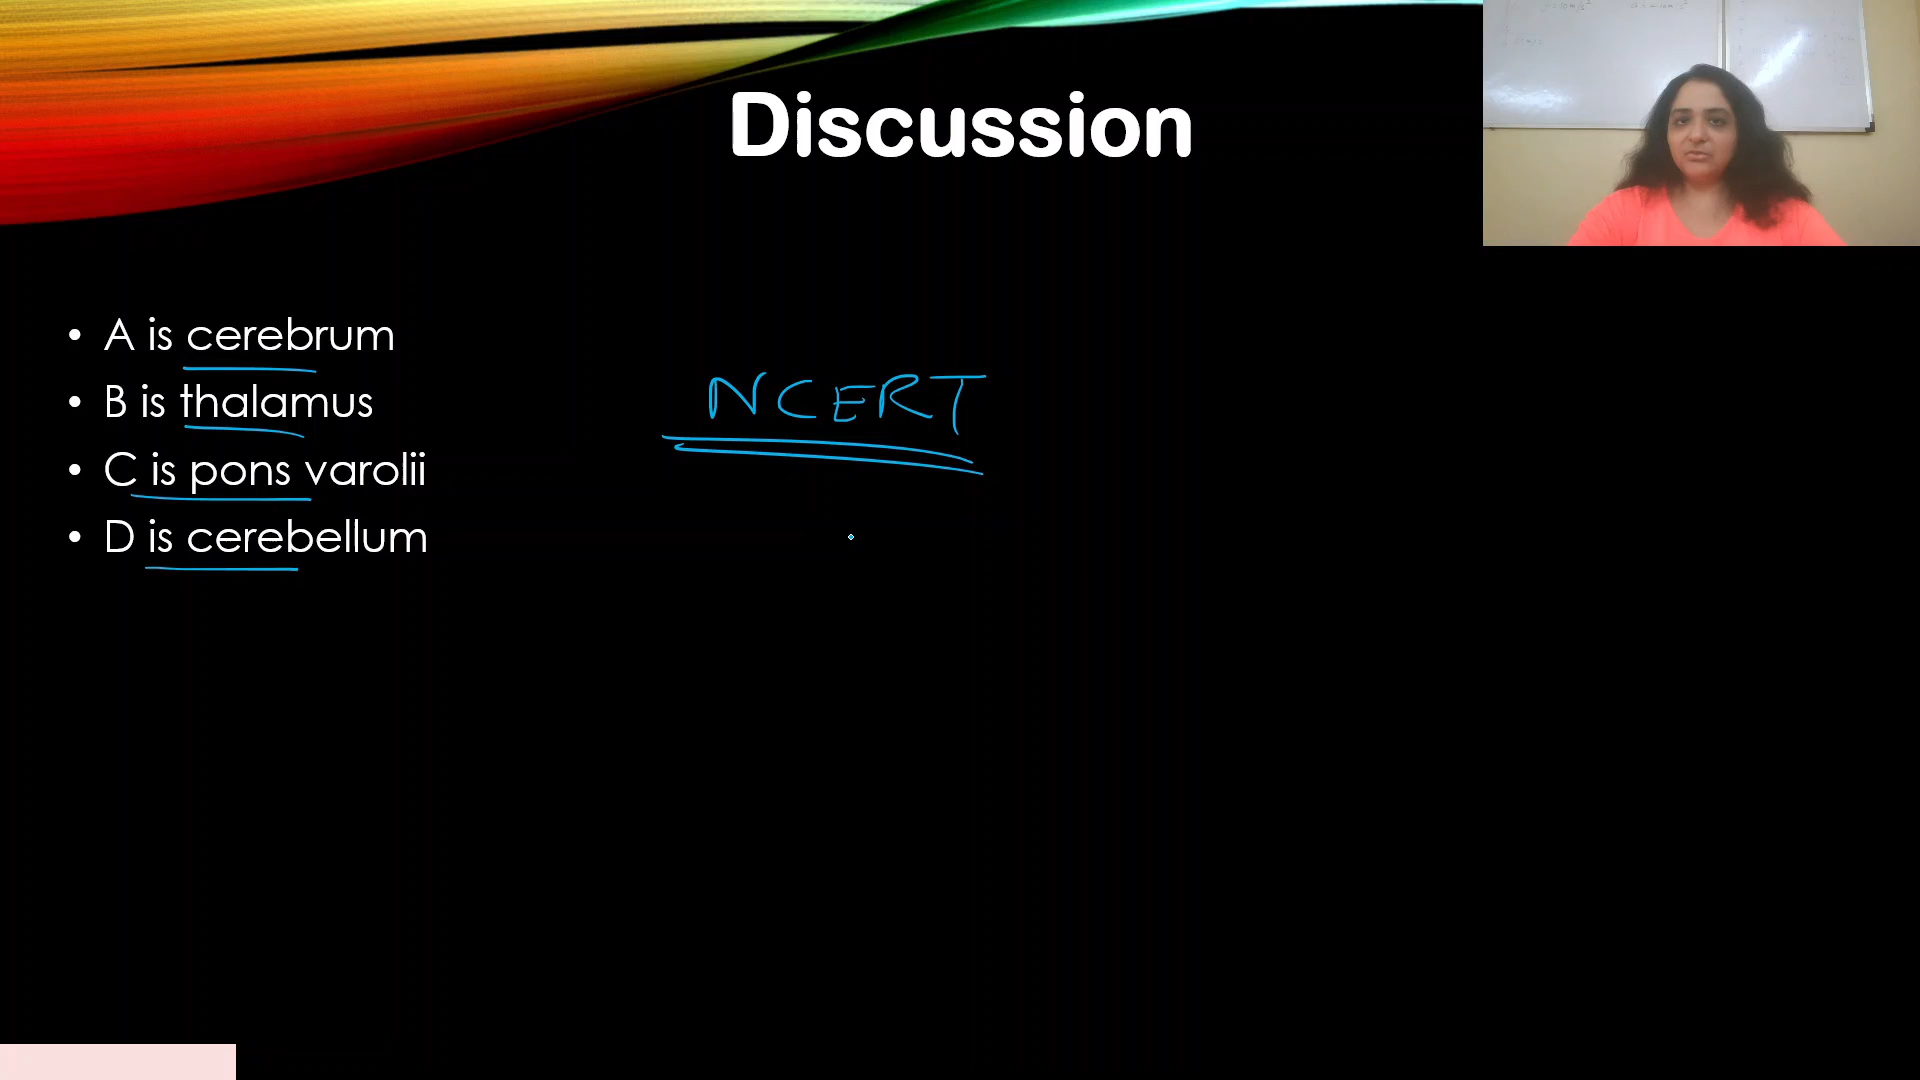 Discussion
• A is cerebrum
• B is thalamus
• C is pons varolii
• D is cerebellum
NCERT